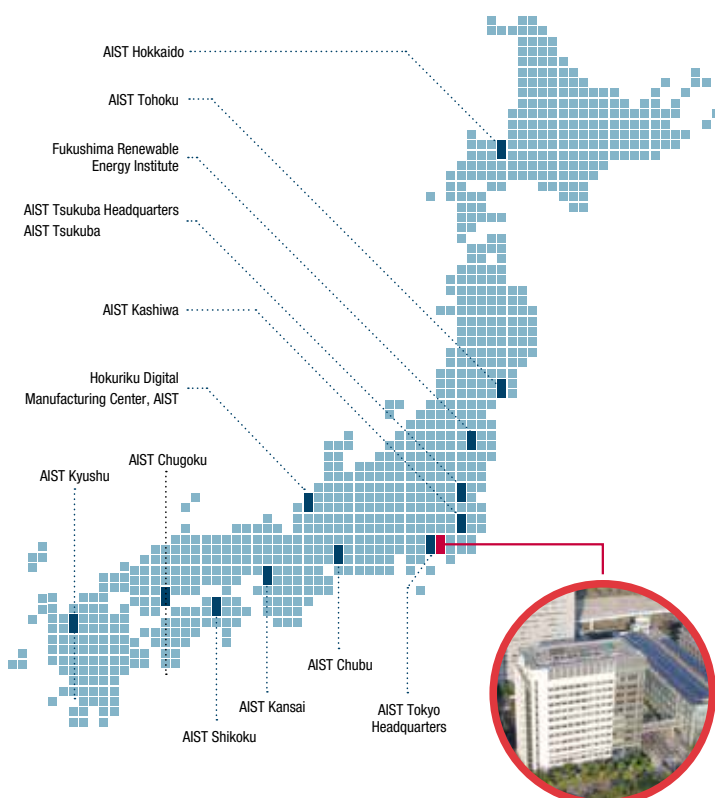 AIST Hokkaido
AIST Tohoku
Fukushima Renewable
Energy Institute
AIST Tsukuba Headquarters
AIST Tsukuba
AIST Kashiwa
Hokuriku Digital
Manufacturing Center, AIST
AIST Chugoku
AIST Kyushu
AIST Chubu
AIST Kansai
AIST Tokyo
Headquarters
AIST Shikoku